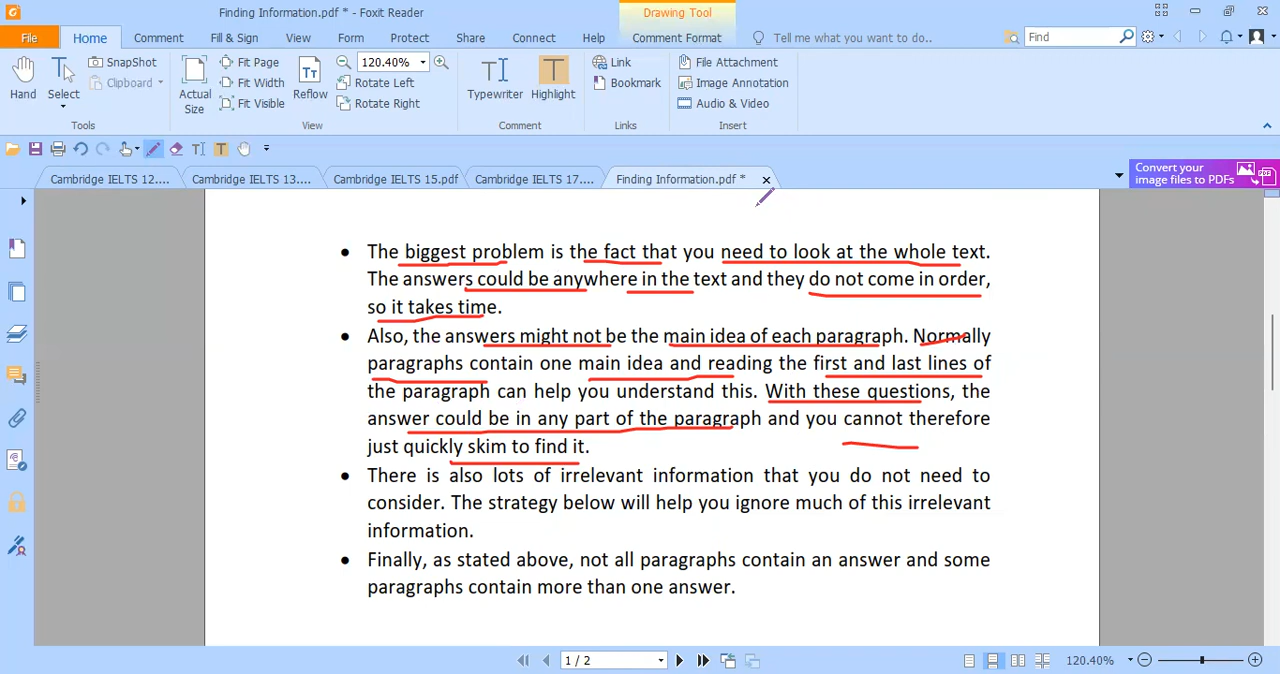 Finding Information.pdf * - Foxit Reader
Drawing Tool
File Home Comment Fill & Sign View Form Protect Share Connect Help Comment Format Tell me what you want to do.. Find
SnapShot Fit Page 120.40% Link File Attachment
Clipboard Fit Width Rotate Left Bookmark Image Annotation
Hand Select Actual Size Fit Visible Reflow Rotate Right Typewriter Highlight Audio & Video
Tools View Comment Links Insert
Convert your
image files to PDFs
Cambridge IELTS 12.... Cambridge IELTS 13.... Cambridge IELTS 15.pdf Cambridge IELTS 17.... Finding Information.pdf *
• The biggest problem is the fact that you need to look at the whole text.
The answers could be anywhere in the text and they do not come in order,
so it takes time.
• Also, the answers might not be the main idea of each paragraph. Normally
paragraphs contain one main idea and reading the first and last lines of
the paragraph can help you understand this. With these questions, the
answer could be in any part of the paragraph and you cannot therefore
just quickly skim to find it.
• There is also lots of irrelevant information that you do not need to
consider. The strategy below will help you ignore much of this irrelevant
information.
• Finally, as stated above, not all paragraphs contain an answer and some
paragraphs contain more than one answer.
1 / 2 120.40%